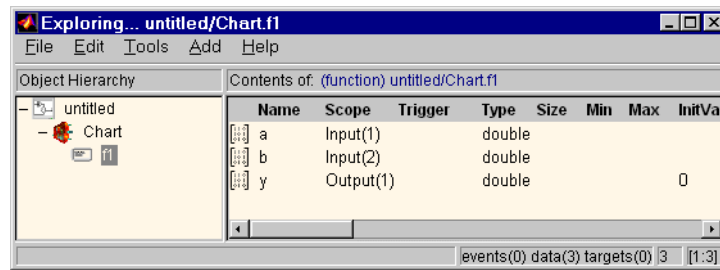 Exploring... untitled/Chart.f1
File Edit Tools Add Help
Object Hierarchy
Contents of: (function) untitled/Chart.f1
untitled
Chart
f1
Name Scope Trigger Type Size Min Max InitVa
a Input(1) double
b Input(2) double
y Output(1) double 0
events(0) data(3) targets(0) 3 [1:3]